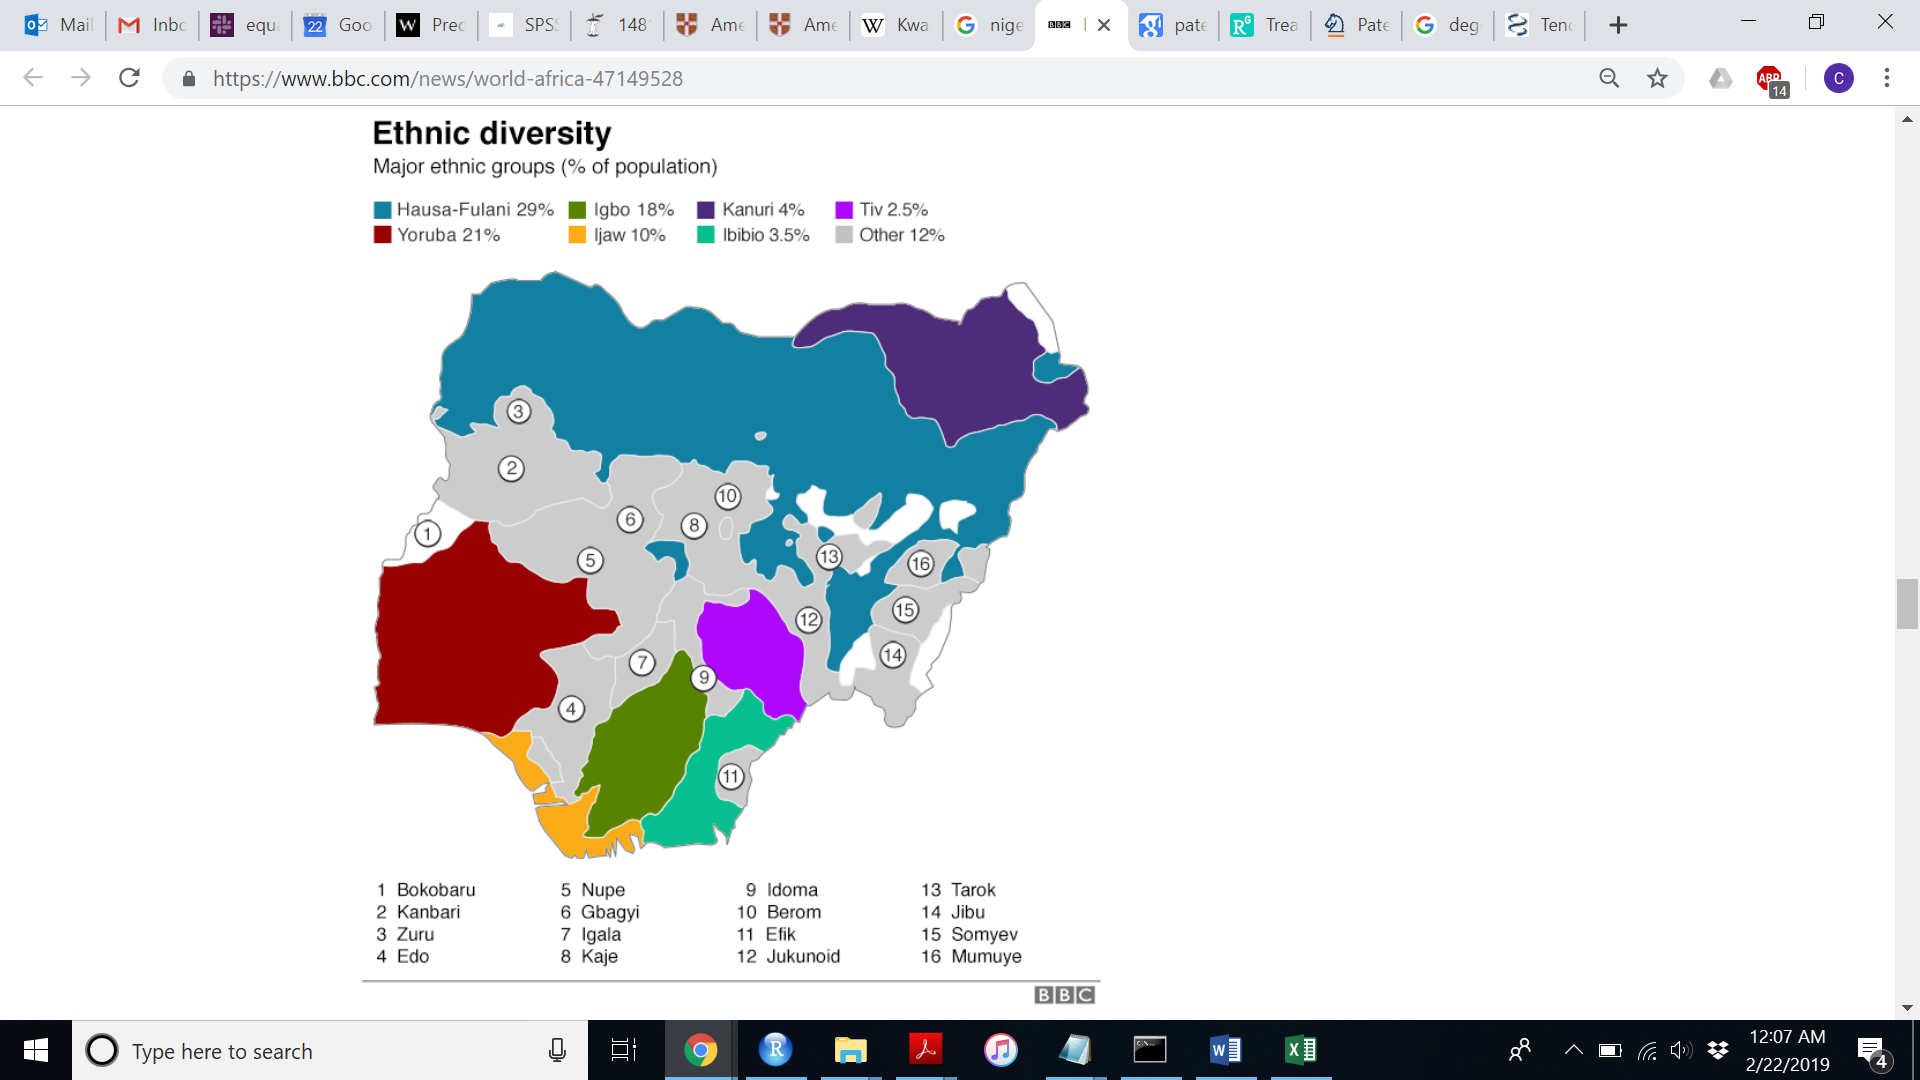 Mail Inbc equa 22 Goo W Prec SPSS 148 Ame Ame W Kwa nige BBC pate Trea Pate deg Tend
https://www.bbc.com/news/world-africa-47149528 ABP 14 C
Ethnic diversity
Major ethnic groups (% of population)
Hausa-Fulani 29% Igbo 18% Kanuri 4% Tiv 2.5%
Yoruba 21% Ijaw 10% Ibibio 3.5% Other 12%
3
2
10
6
8
1
13
5
16
15
12
14
7
9
4
11
1 Bokobaru 5 Nupe 9 Idoma 13 Tarok
2 Kanbari 6 Gbagyi 10 Berom 14 Jibu
3 Zuru 7 Igala 11 Efik 15 Somyev
4 Edo 8 Kaje 12 Jukunoid 16 Mumuye
BBC
Type here to search
12:07 AM
2/22/2019
4